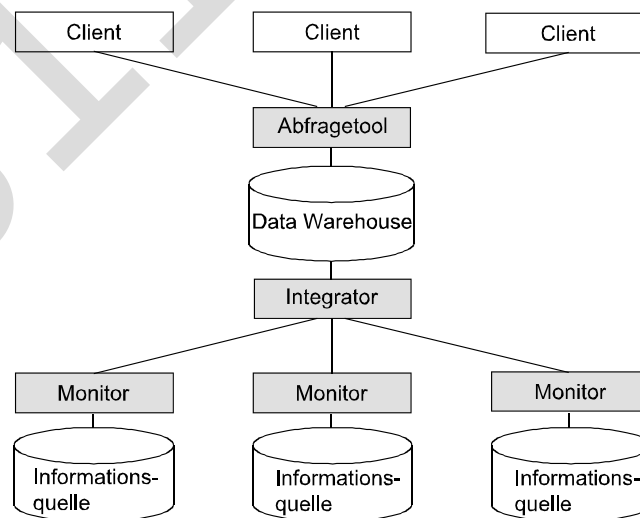 Client Client Client
Abfragetool
Data Warehouse
Integrator
Monitor Monitor Monitor
Informations- Informations- Informations-
quelle quelle quelle